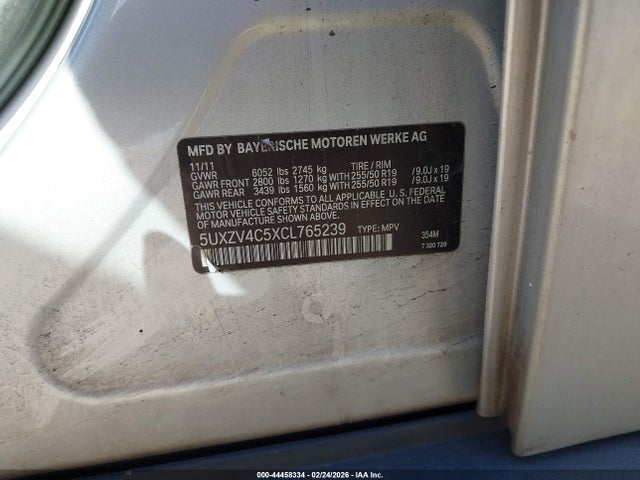 MFD BY BAYERISCHE MOTOREN WERKE AG
11/11 TIRE / RIM
GVWR 6052 lbs 2745 kg
GAWR FRONT 2800 lbs 1270 kg WITH 255/50 R19 /9.0J x 19
GAWR REAR 3439 lbs 1560 kg WITH 255/50 R19 /9.0J x 19
THIS VEHICLE CONFORMS TO ALL APPLICABLE U. S. FEDERAL
MOTOR VEHICLE SAFETY STANDARDS IN EFFECT ON THE DATE
OF MANUFACTURE SHOWN ABOVE.
5UXZV4C5XCL765239 TYPE: MPV 354M
7 320 729
000-44458334 - 02/24/2026 - IAA Inc.